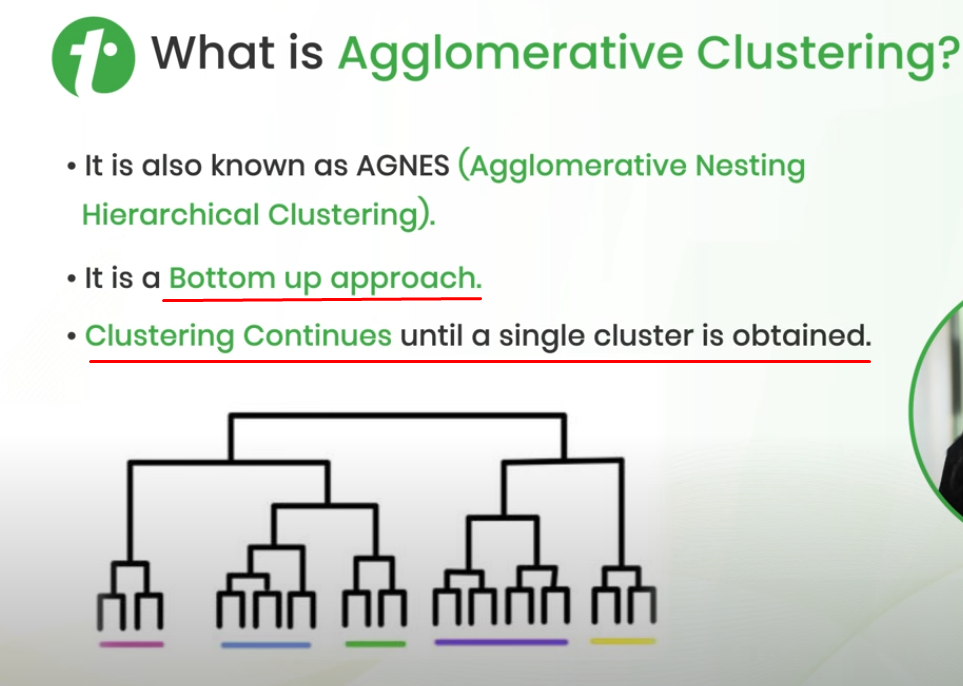 What is Agglomerative Clustering?
• It is also known as AGNES (Agglomerative Nesting
Hierarchical Clustering).
• It is a Bottom up approach.
• Clustering Continues until a single cluster is obtained.